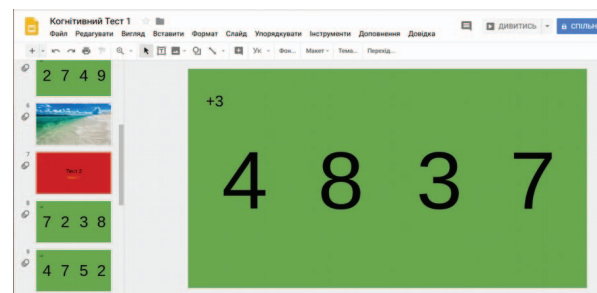 Когнітивний Тест 1
Файл Редагувати Вигляд Вставити Формат Слайд Упорядкувати Інструменти Доповнення Довідка
ДИВИТИСЬ
СПІЛЬН
Ук Фон... Макет Тема... Перехід...
2 7 4 9
6
7
Тест 2
8
7 2 3 8
9
4 7 5 2
+3
4 8 3 7